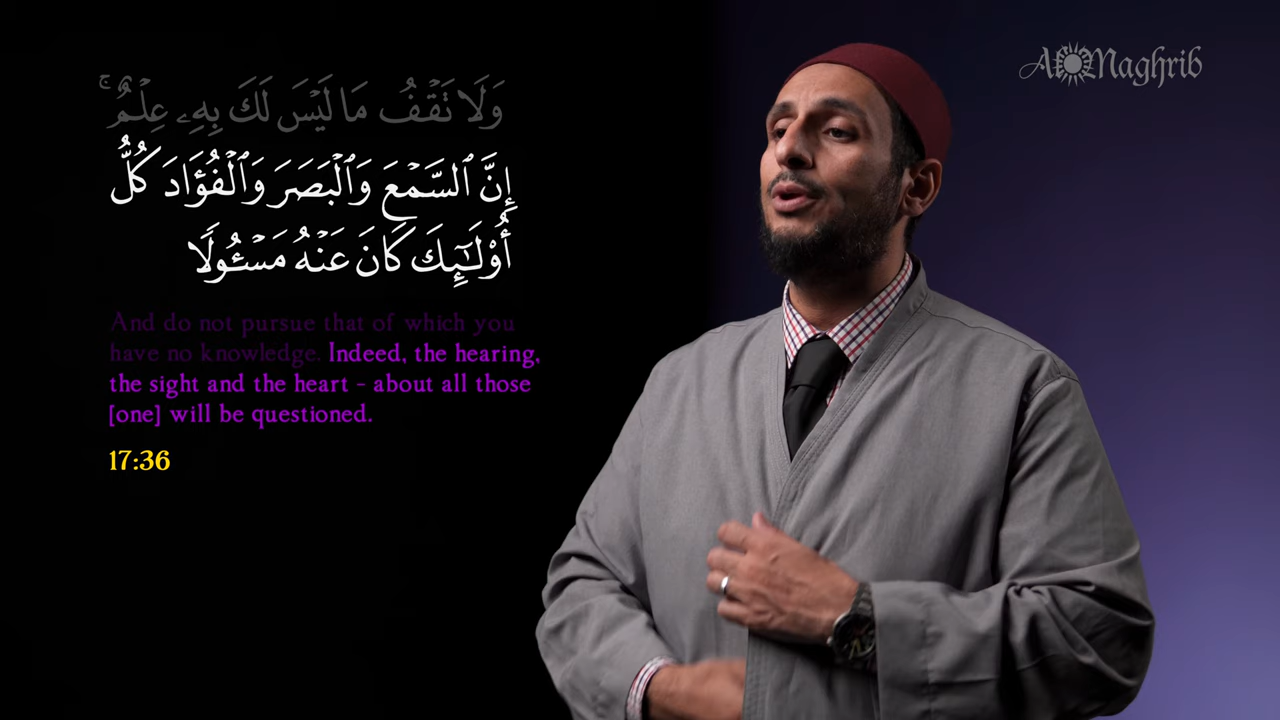 وَلَا تَقْفُ مَا لَيْسَ لَكَ بِهِۦ عِلْمٌ ۚ
إِنَّ ٱلسَّمْعَ وَٱلْبَصَرَ وَٱلْفُؤَادَ كُلُّ
أُو۟لَـٰٓئِكَ كَانَ عَنْهُ مَسْـُٔولًا
And do not pursue that of which you
have no knowledge. Indeed, the hearing,
the sight and the heart - about all those
[one] will be questioned.
17:36
AlMaghrib